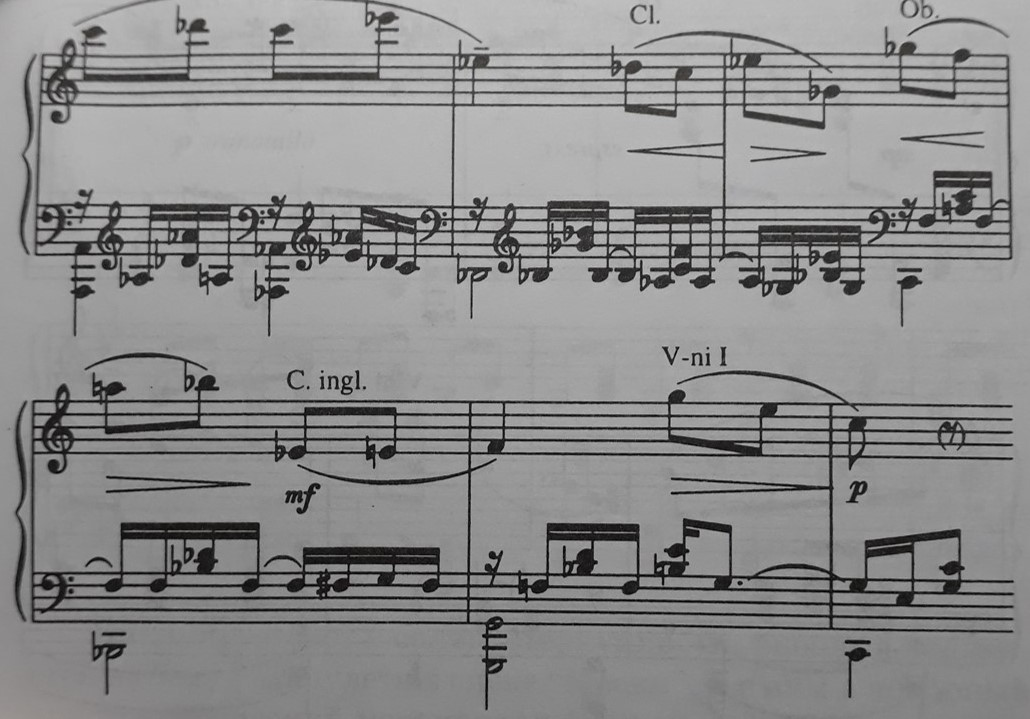 Cl.
Ob.
C. ingl.
mf
V-ni I
p